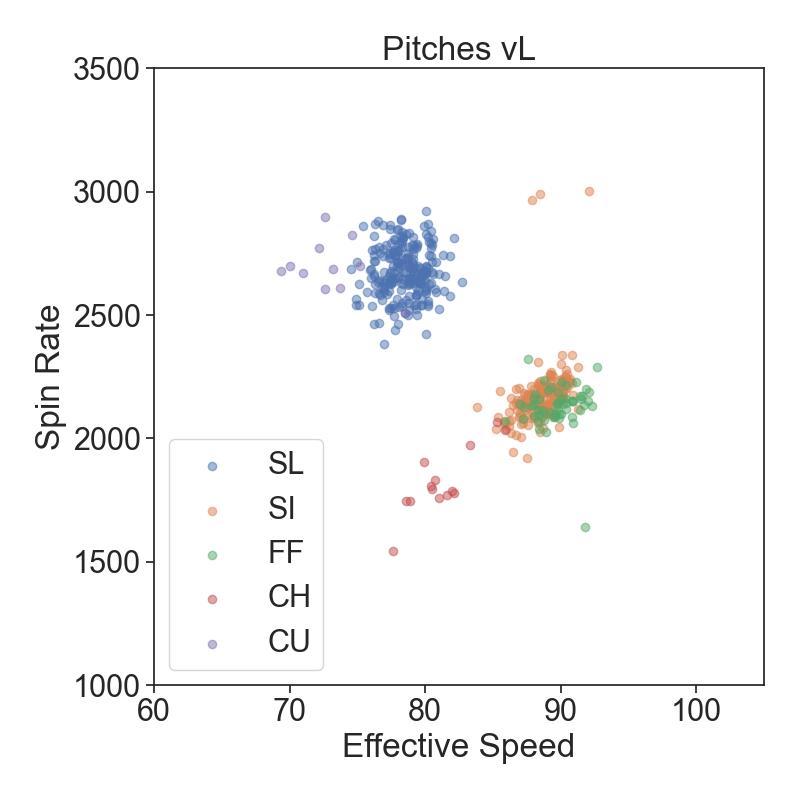 Pitches vL
3500
3000
2500
2000
1500
1000
Spin Rate
SL
SI
FF
CH
CU
60 70 80 90 100
Effective Speed